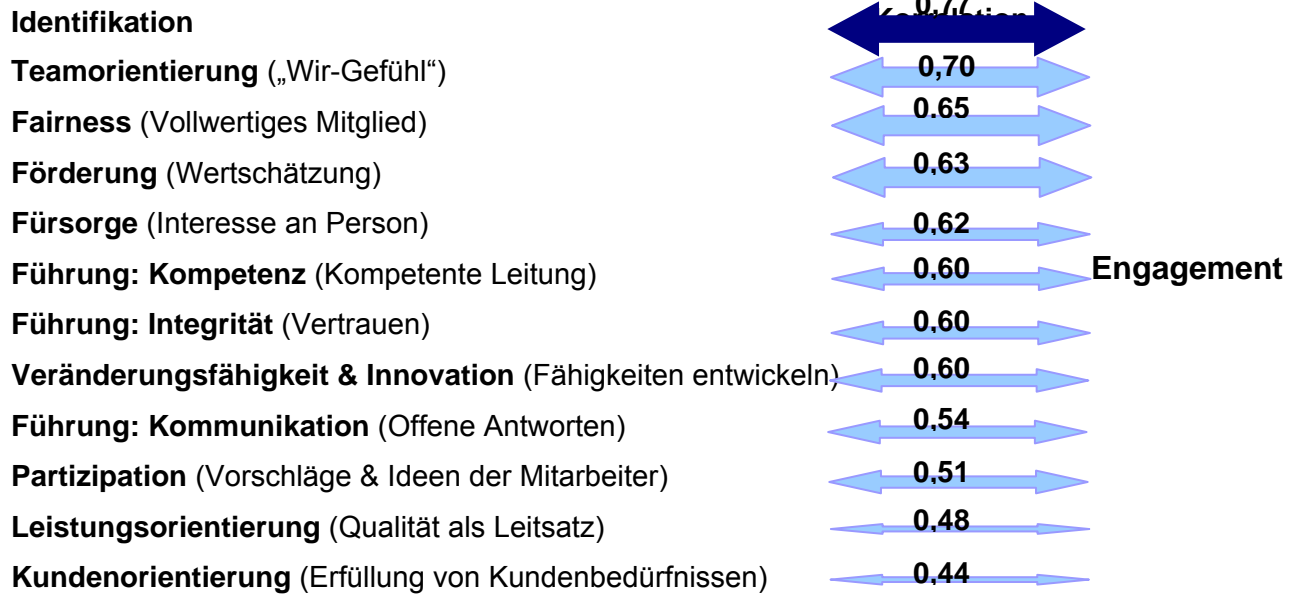 Identifikation 0,77 Korrelation
Teamorientierung („Wir-Gefühl“) 0,70
Fairness (Vollwertiges Mitglied) 0,65
Förderung (Wertschätzung) 0,63
Fürsorge (Interesse an Person) 0,62
Führung: Kompetenz (Kompetente Leitung) 0,60 Engagement
Führung: Integrität (Vertrauen) 0,60
Veränderungsfähigkeit & Innovation (Fähigkeiten entwickeln) 0,60
Führung: Kommunikation (Offene Antworten) 0,54
Partizipation (Vorschläge & Ideen der Mitarbeiter) 0,51
Leistungsorientierung (Qualität als Leitsatz) 0,48
Kundenorientierung (Erfüllung von Kundenbedürfnissen) 0,44